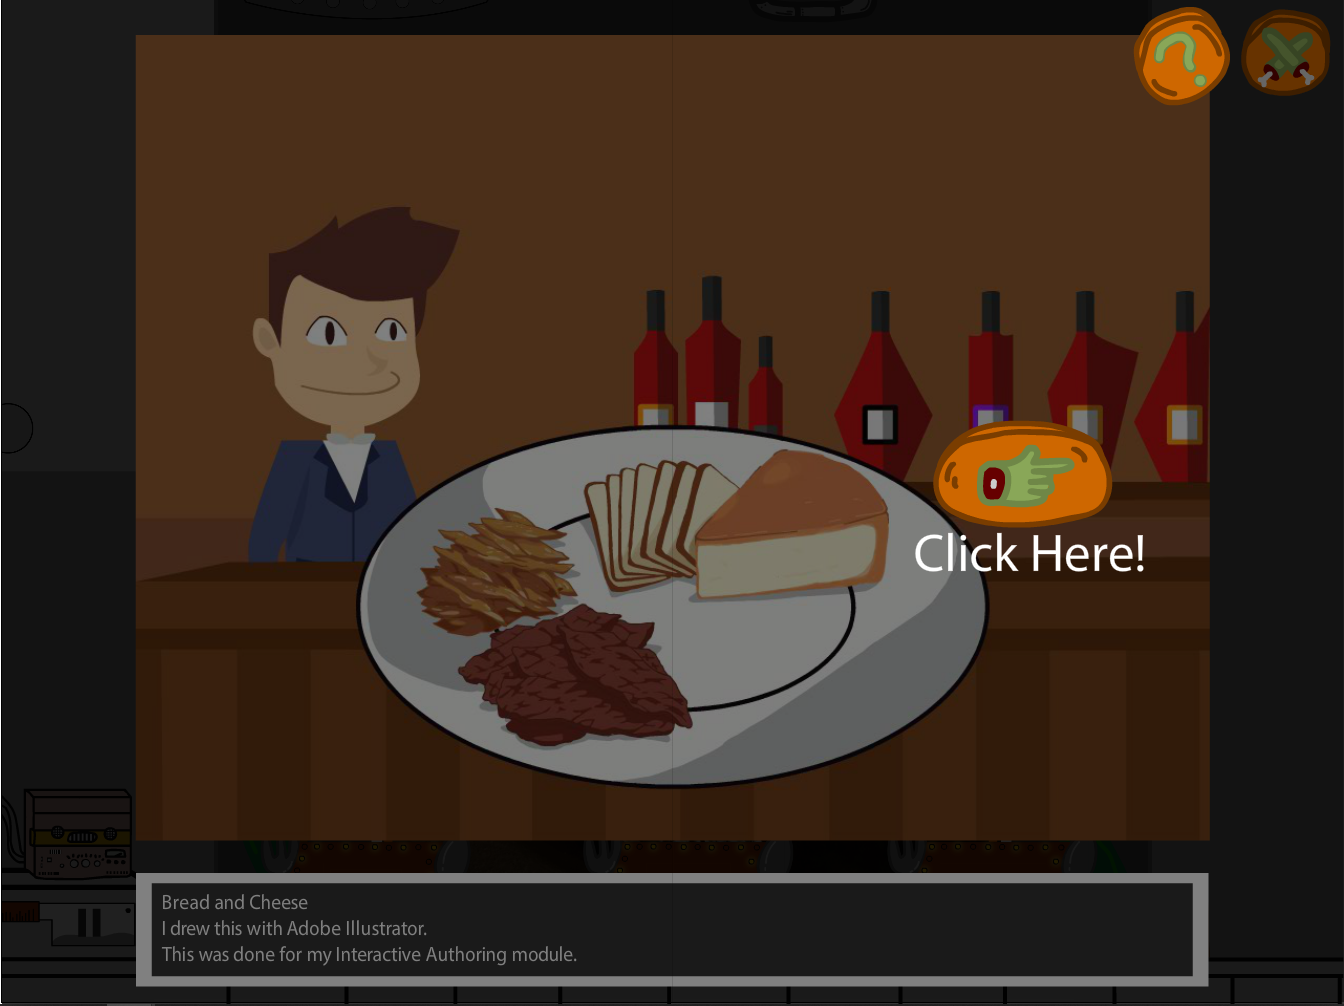 Click Here!
Bread and Cheese
I drew this with Adobe Illustrator.
This was done for my Interactive Authoring module.